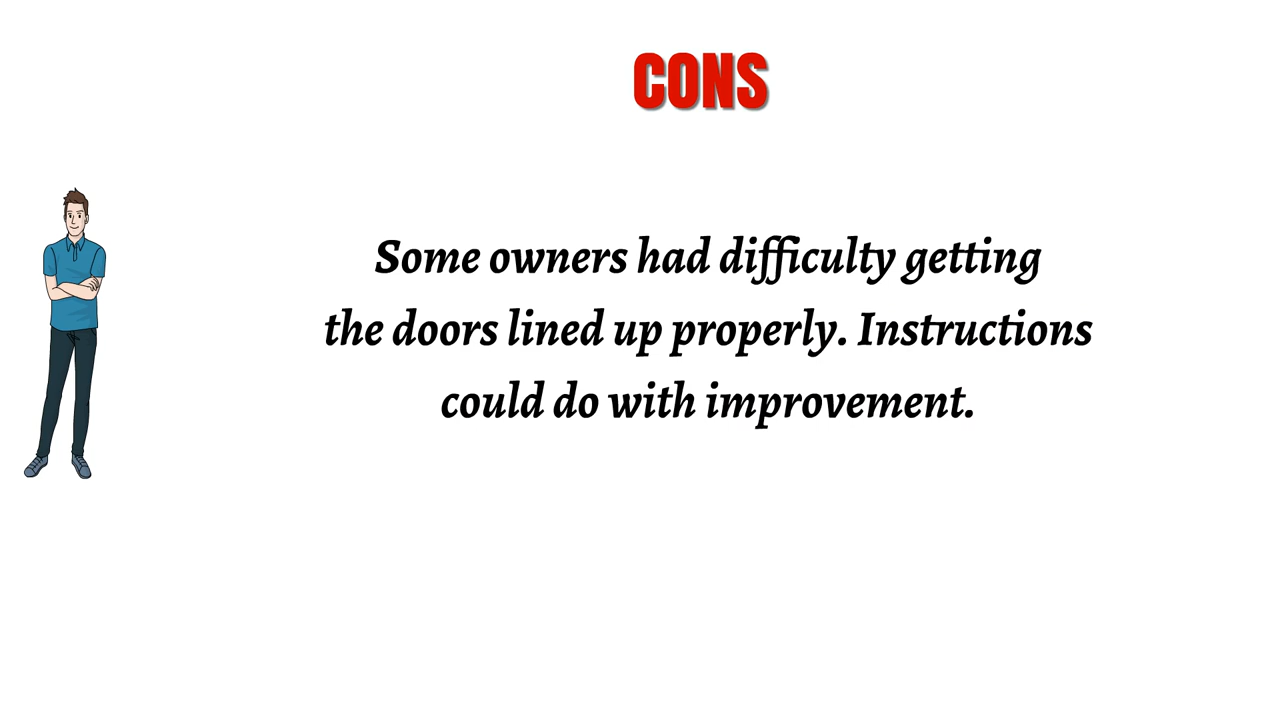 CONS
Some owners had difficulty getting
the doors lined up properly. Instructions
could do with improvement.